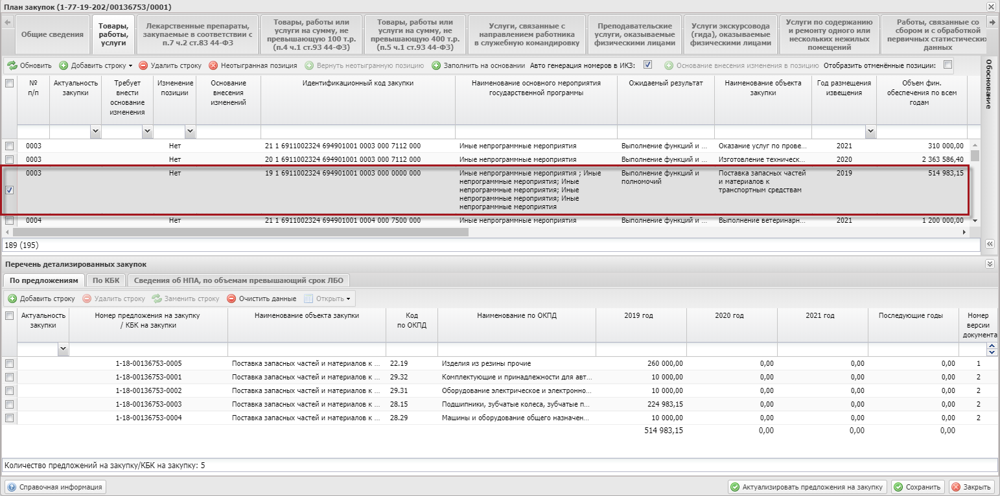 План закупок (1-77-19-202/00136753/0001)
Общие сведения
Товары,
работы,
услуги
Лекарственные препараты,
закупаемые в соответствии с
п.7 ч.2 ст.83 44-ФЗ
Товары, работы или
услуги на сумму, не
превышающую 100 т.р.
(п.4 ч.1 ст.93 44-ФЗ)
Товары, работы или
услуги на сумму, не
превышающую 400 т.р.
(п.5 ч.1 ст.93 44-ФЗ)
Услуги, связанные с
направлением работника
в служебную командировку
Преподавательские
услуги, оказываемые
физическими лицами
Услуги экскурсовода
(гида), оказываемые
физическими лицами
Услуги по содержанию
и ремонту одного или
нескольких нежилых
помещений
Работы, связанные со
сбором и с обработкой
первичных статистических
данных
Обновить Добавить строку Удалить строку Неотыгранная позиция Вернуть неотыгранную позицию Заполнить на основании Авто генерация номеров в ИКЗ: Основание внесения изменения в позицию Отобразить отменённые позиции:
Обоснование
№
п/п
Актуальность
закупки
Требует
внести
основание
изменения
Изменение
позиции
Основание
внесения
изменений
Идентификационный код закупки
Наименование основного мероприятия
государственной программы
Ожидаемый результат
Наименование объекта
закупки
Год размещения
извещения
Объем фин.
обеспечения по всем
годам
0003 Нет 21 1 6911002324 694901001 0003 000 7112 000 Иные непрограммные мероприятия Выполнение функций и ... Оказание услуг по прове... 2021 310 000,00
0003 Нет 20 1 6911002324 694901001 0003 000 7112 000 Иные непрограммные мероприятия Выполнение функций и ... Изготовление техническ... 2020 2 363 586,40
0003 Нет 19 1 6911002324 694901001 0003 000 0000 000 Иные непрограммные мероприятия ; Иные Выполнение функций и Поставка запасных частей 2019 514 983,15
непрограммные мероприятия; Иные полномочий и материалов к
непрограммные мероприятия; Иные транспортным средствам
непрограммные мероприятия; Иные
непрограммные мероприятия
0004 Нет 21 1 6911002324 694901001 0004 000 7500 000 Иные непрограммные мероприятия Выполнение функций и ... Выполнение ветеринарн... 2021 1 200 000,00
189 (195)
Перечень детализированных закупок
По предложениям По КБК Сведения об НПА, по объемам превышающий срок ЛБО
Добавить строку Удалить строку Заменить строку Очистить данные Открыть
Актуальность
закупки
Номер предложения на закупку
/ КБК на закупки
Наименование объекта закупки
Код
по ОКПД
Наименование по ОКПД
2019 год
2020 год
2021 год
Последующие годы
Номер
версии
документа
1-18-00136753-0005 Поставка запасных частей и материалов к ... 22.19 Изделия из резины прочие 260 000,00 0,00 0,00 0,00 1
1-18-00136753-0001 Поставка запасных частей и материалов к ... 29.32 Комплектующие и принадлежности для авт... 10 000,00 0,00 0,00 0,00 2
1-18-00136753-0002 Поставка запасных частей и материалов к ... 29.31 Оборудование электрическое и электронно... 10 000,00 0,00 0,00 0,00 2
1-18-00136753-0003 Поставка запасных частей и материалов к ... 28.15 Подшипники, зубчатые колеса, зубчатые п... 224 983,15 0,00 0,00 0,00 2
1-18-00136753-0004 Поставка запасных частей и материалов к ... 28.29 Машины и оборудование общего назначен... 10 000,00 0,00 0,00 0,00 2
514 983,15 0,00 0,00 0,00
Количество предложений на закупку/КБК на закупку: 5
Справочная информация Актуализировать предложения на закупку Сохранить Закрыть